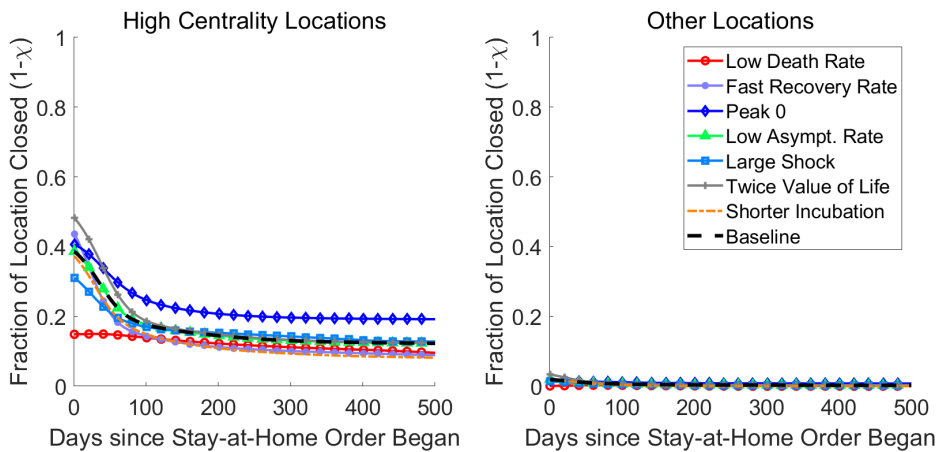 High Centrality Locations
Fraction of Location Closed (1-χ)
1
0.8
0.6
0.4
0.2
0
0 100 200 300 400 500
Days since Stay-at-Home Order Began
Other Locations
Fraction of Location Closed (1-χ)
1
0.8
0.6
0.4
0.2
0
0 100 200 300 400 500
Days since Stay-at-Home Order Began
Low Death Rate
Fast Recovery Rate
Peak 0
Low Asympt. Rate
Large Shock
Twice Value of Life
Shorter Incubation
Baseline